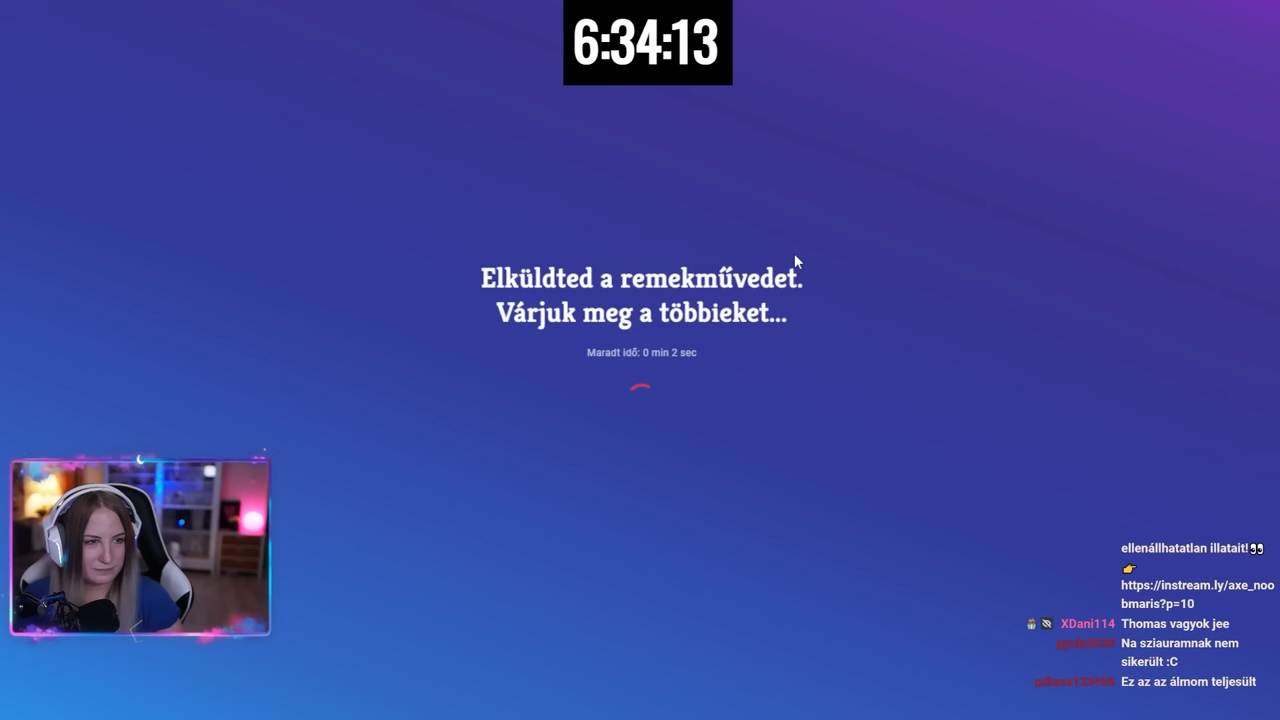 6:34:13
Elküldted a remekművedet.
Várjuk meg a többieket...
Maradt idő: 0 min 2 sec
ellenállhatatlan illatait!👀
👉
https://instream.ly/axe_noo
bmaris?p=10
XDani114 Thomas vagyok jee
Na sziauramnak nem
sikerült :C
Ez az az álmom teljesült